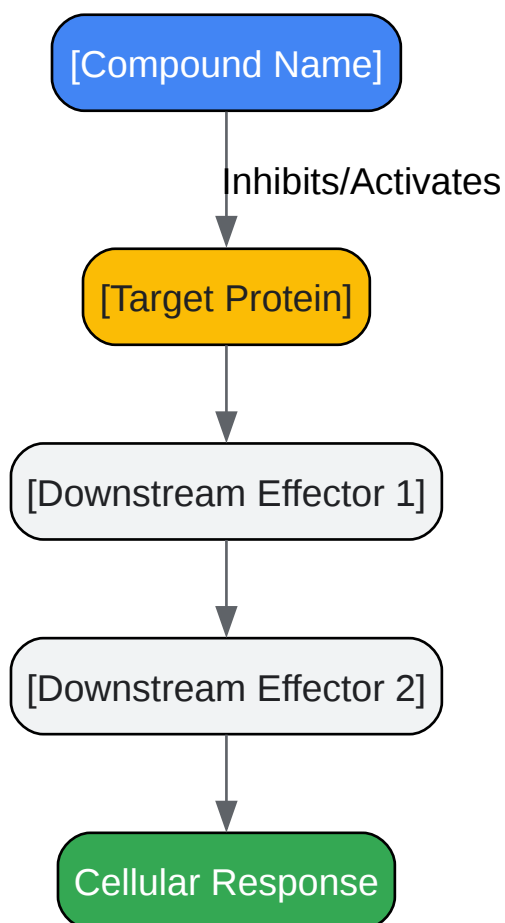 [Compound Name]
Inhibits/Activates
[Target Protein]
[Downstream Effector 1]
[Downstream Effector 2]
Cellular Response